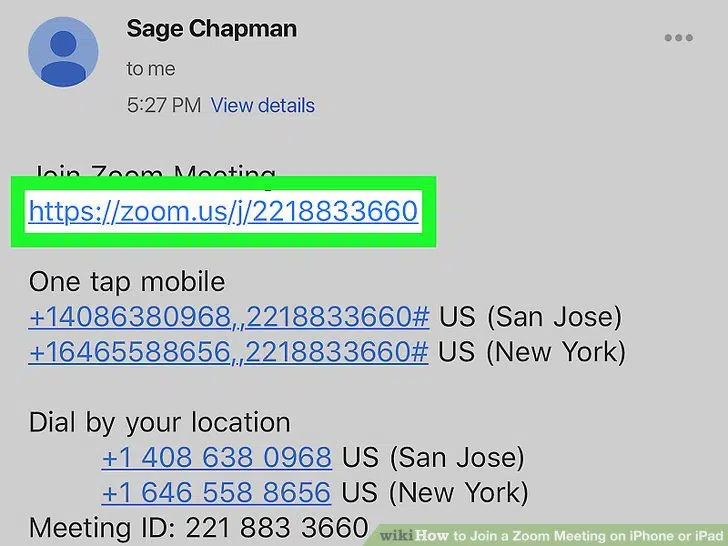 Sage Chapman
to me
5:27 PM View details
Join Zoom Meeting
https://zoom.us/j/2218833660
One tap mobile
+14086380968,,2218833660# US (San Jose)
+16465588656,,2218833660# US (New York)
Dial by your location
+1 408 638 0968 US (San Jose)
+1 646 558 8656 US (New York)
Meeting ID: 221 883 3660
wikiHow to Join a Zoom Meeting on iPhone or iPad